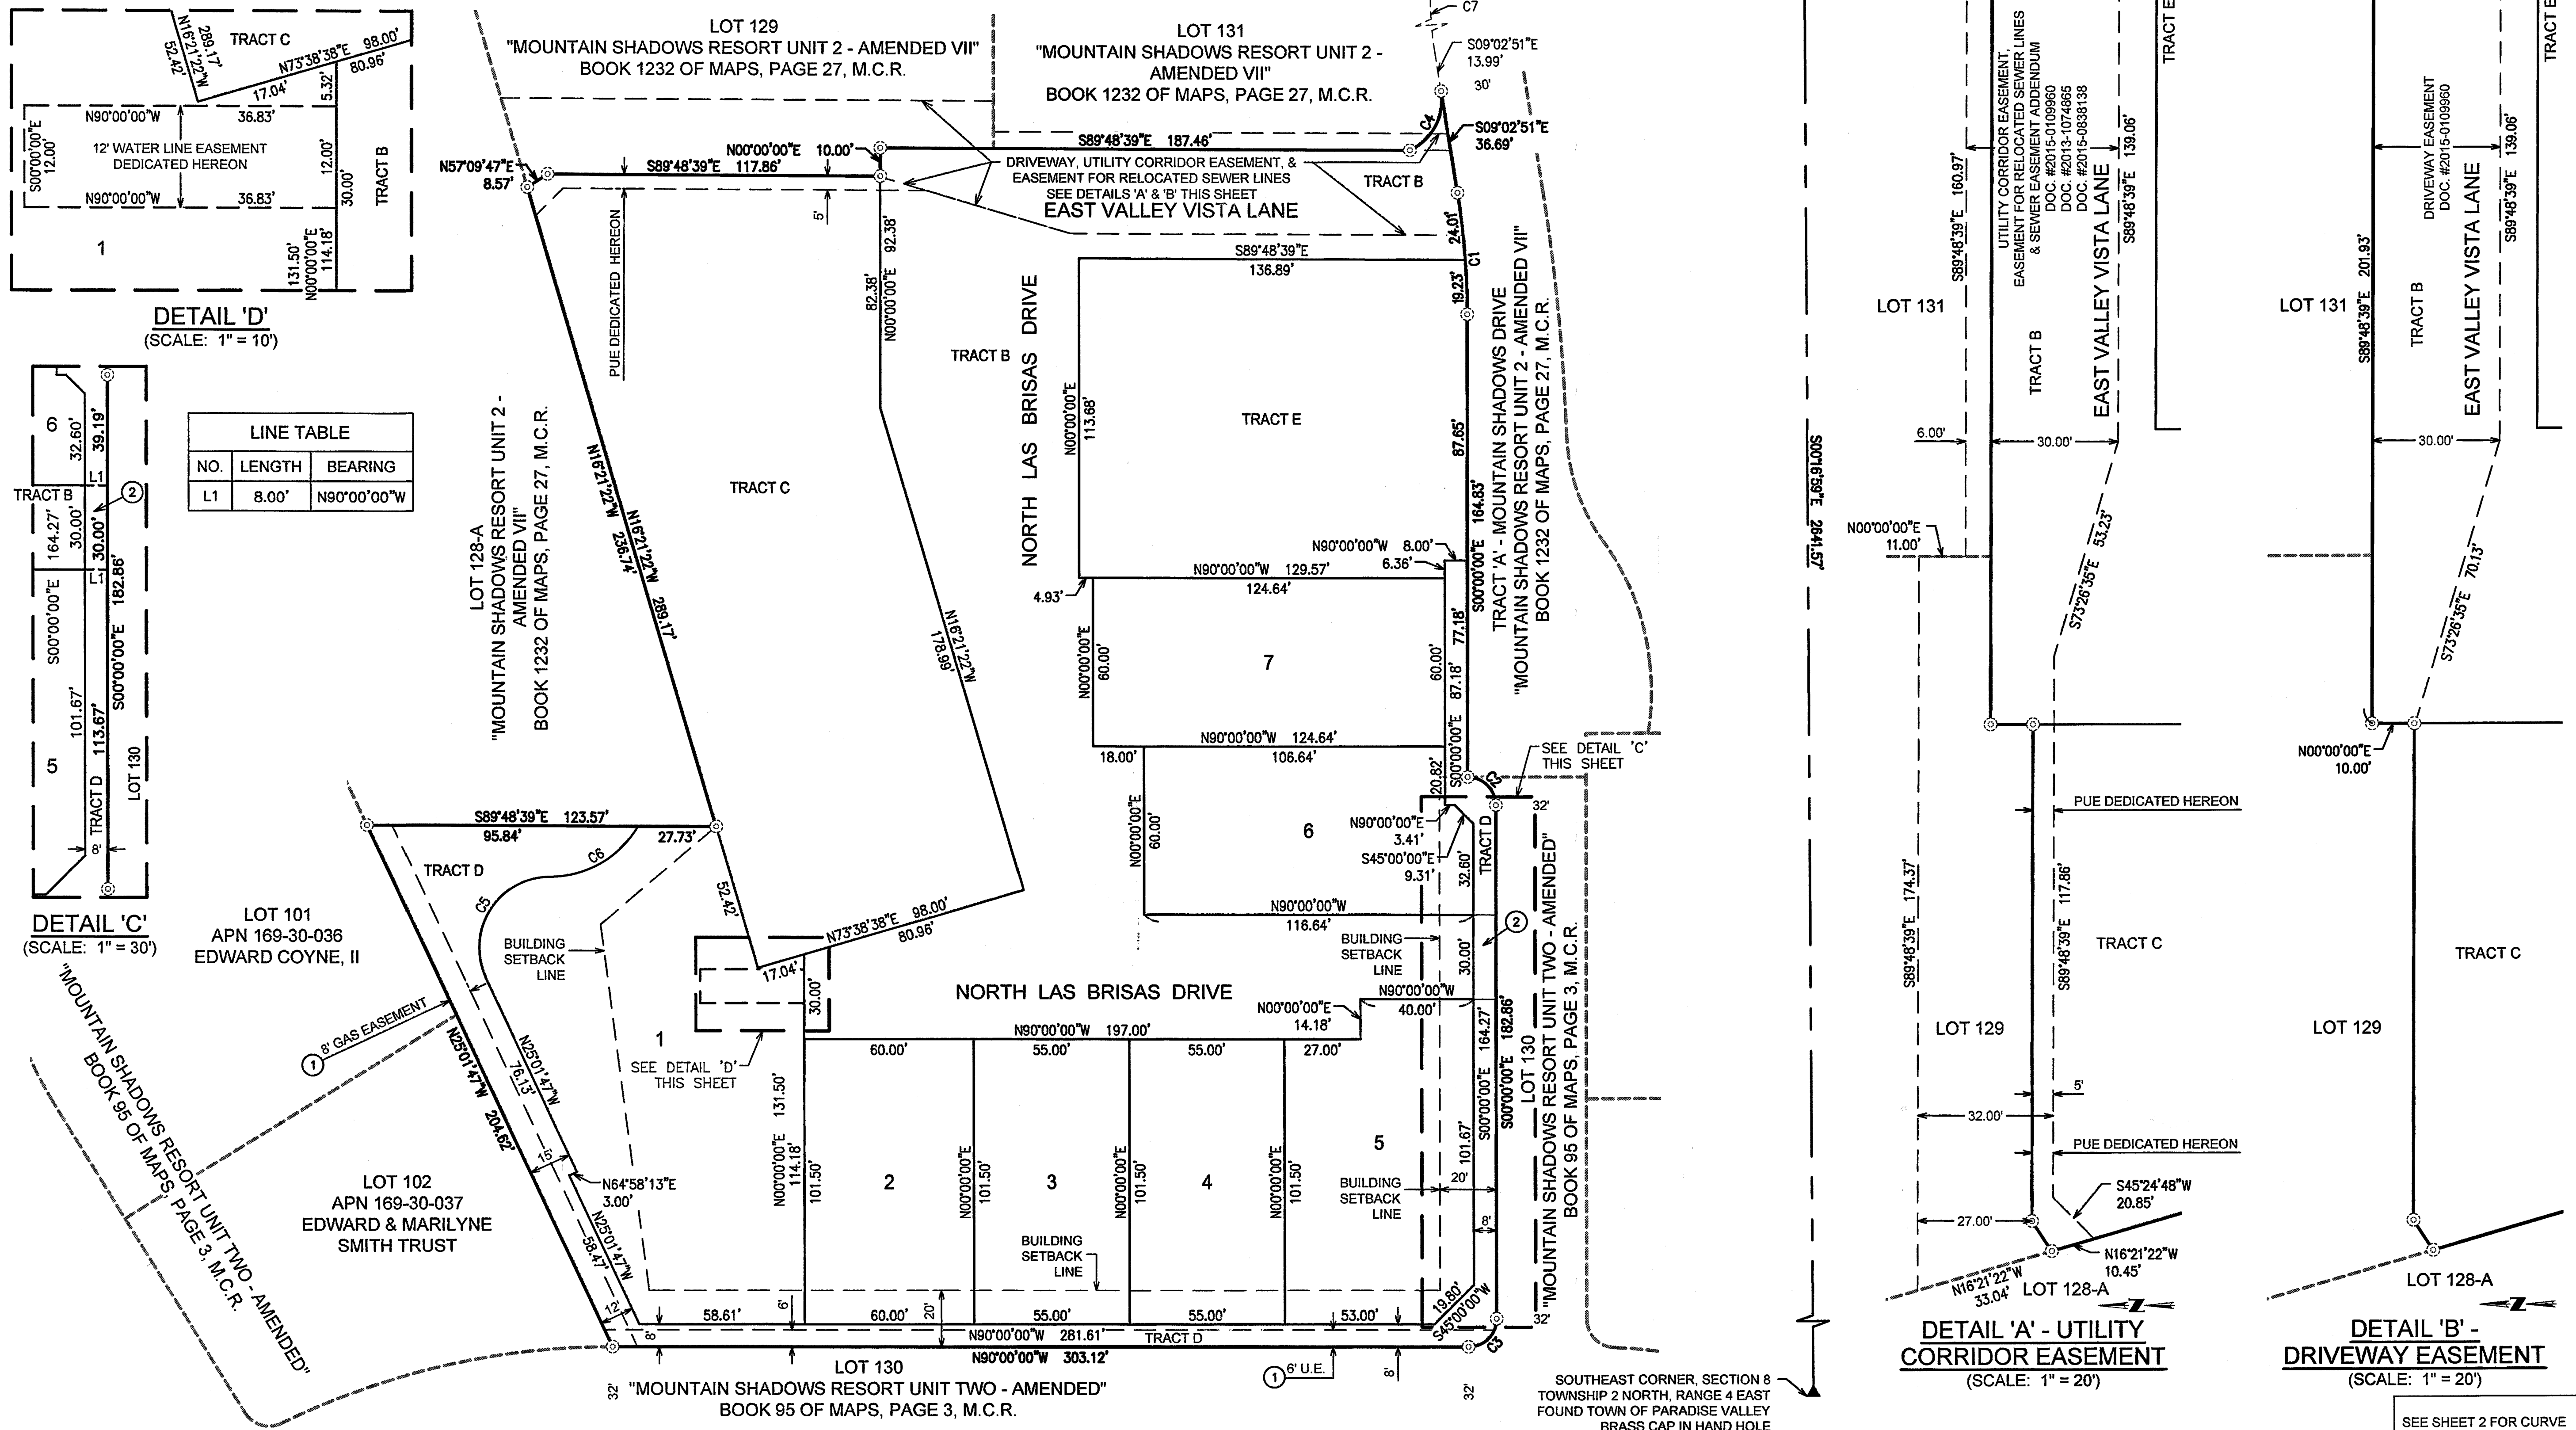 N16°21'22"W
289.17'
52.42'
TRACT C
N73°38'38"E 98.00'
17.04'
80.96'
5.32'
N90°00'00"W 36.83'
S00°00'00"E
12.00'
12' WATER LINE EASEMENT
DEDICATED HEREON
12.00'
30.00'
TRACT B
N90°00'00"W 36.83'
1
131.50'
N00°00'00"E
114.18'
DETAIL 'D'
(SCALE: 1" = 10')
6
32.60'
39.19'
L1
TRACT B
2
164.27'
30.00'
30.00'
L1
S00°00'00"E
182.86'
S00°00'00"E
101.67'
113.67'
5
TRACT D
LOT 130
8'
DETAIL 'C'
(SCALE: 1" = 30')
LINE TABLE
NO. LENGTH BEARING
L1 8.00' N90°00'00"W
LOT 129
"MOUNTAIN SHADOWS RESORT UNIT 2 - AMENDED VII"
BOOK 1232 OF MAPS, PAGE 27, M.C.R.
LOT 131
"MOUNTAIN SHADOWS RESORT UNIT 2 -
AMENDED VII"
BOOK 1232 OF MAPS, PAGE 27, M.C.R.
C7
S09°02'51"E
13.99'
30'
C4
S09°02'51"E
36.69'
S89°48'39"E 187.46'
N00°00'00"E 10.00'
N57°09'47"E
8.57'
S89°48'39"E 117.86'
5'
DRIVEWAY, UTILITY CORRIDOR EASEMENT, &
EASEMENT FOR RELOCATED SEWER LINES
SEE DETAILS 'A' & 'B' THIS SHEET
EAST VALLEY VISTA LANE
TRACT B
24.01'
C1
19.23'
PUE DEDICATED HEREON
92.38'
82.38'
N00°00'00"E
S89°48'39"E
136.89'
TRACT B
NORTH LAS BRISAS DRIVE
N00°00'00"E
113.68'
TRACT E
87.65'
164.83'
S00°00'00"E
TRACT 'A' - MOUNTAIN SHADOWS DRIVE
"MOUNTAIN SHADOWS RESORT UNIT 2 - AMENDED VII"
BOOK 1232 OF MAPS, PAGE 27, M.C.R.
LOT 128-A
"MOUNTAIN SHADOWS RESORT UNIT 2 -
AMENDED VII"
BOOK 1232 OF MAPS, PAGE 27, M.C.R.
N16°21'22"W
236.74'
N16°21'22"W
289.17'
TRACT C
N16°21'22"W
178.99'
N90°00'00"W 8.00'
6.36'
N90°00'00"W 129.57'
124.64'
4.93'
N00°00'00"E
60.00'
7
60.00'
77.18'
87.18'
S00°00'00"E
N90°00'00"W 124.64'
18.00'
106.64'
20.82'
C2
SEE DETAIL 'C'
THIS SHEET
N00°00'00"E
60.00'
6
N90°00'00"E
3.41'
S45°00'00"E
9.31'
32'
32.60'
TRACT D
N90°00'00"W
116.64'
2
BUILDING
SETBACK
LINE
30.00'
S89°48'39"E 123.57'
95.84'
27.73'
TRACT D
C6
C5
52.42'
N73°38'38"E 98.00'
80.96'
17.04'
30.00'
BUILDING
SETBACK
LINE
LOT 101
APN 169-30-036
EDWARD COYNE, II
"MOUNTAIN SHADOWS RESORT UNIT TWO - AMENDED"
BOOK 95 OF MAPS, PAGE 3, M.C.R.
1
8' GAS EASEMENT
N25°01'47"W 204.62'
N25°01'47"W
76.13'
15'
N64°58'13"E
3.00'
N25°01'47"W
58.47'
12'
LOT 102
APN 169-30-037
EDWARD & MARILYNE
SMITH TRUST
1
SEE DETAIL 'D'
THIS SHEET
NORTH LAS BRISAS DRIVE
N00°00'00"E
14.18'
N90°00'00"W
40.00'
N90°00'00"W 197.00'
60.00'
55.00'
55.00'
27.00'
131.50'
N00°00'00"E
114.18'
101.50'
2
N00°00'00"E
101.50'
3
N00°00'00"E
101.50'
4
N00°00'00"E
101.50'
5
BUILDING
SETBACK
LINE
BUILDING
SETBACK
LINE
20'
8'
101.67'
S00°00'00"E
164.27'
S00°00'00"E
182.86'
LOT 130
"MOUNTAIN SHADOWS RESORT UNIT TWO - AMENDED"
BOOK 95 OF MAPS, PAGE 3, M.C.R.
19.80'
S45°00'00"W
32'
C3
58.61'
6'
8'
60.00'
20'
55.00'
55.00'
53.00'
N90°00'00"W 281.61'
TRACT D
N90°00'00"W 303.12'
1
6' U.E.
8'
32'
32'
LOT 130
"MOUNTAIN SHADOWS RESORT UNIT TWO - AMENDED"
BOOK 95 OF MAPS, PAGE 3, M.C.R.
S00°16'59"E 2641.57'
SOUTHEAST CORNER, SECTION 8
TOWNSHIP 2 NORTH, RANGE 4 EAST
FOUND TOWN OF PARADISE VALLEY
BRASS CAP IN HAND HOLE
UTILITY CORRIDOR EASEMENT,
EASEMENT FOR RELOCATED SEWER LINES
& SEWER EASEMENT ADDENDUM
DOC. #2015-0109960
DOC. #2013-1074865
DOC. #2015-0838138
TRACT E
S89°48'39"E 160.97'
EAST VALLEY VISTA LANE
S89°48'39"E 139.06'
LOT 131
TRACT B
6.00'
30.00'
N00°00'00"E
11.00'
S73°26'35"E 53.23'
PUE DEDICATED HEREON
S89°48'39"E 174.37'
S89°48'39"E 117.86'
TRACT C
LOT 129
5'
32.00'
PUE DEDICATED HEREON
S45°24'48"W
20.85'
27.00'
N16°21'22"W
10.45'
N16°21'22"W
33.04'
LOT 128-A
Z
DETAIL 'A' - UTILITY
CORRIDOR EASEMENT
(SCALE: 1" = 20')
DRIVEWAY EASEMENT
DOC. #2015-0109960
TRACT E
S89°48'39"E 201.93'
EAST VALLEY VISTA LANE
S89°48'39"E 139.06'
LOT 131
TRACT B
30.00'
S73°26'35"E 70.13'
N00°00'00"E
10.00'
TRACT C
LOT 129
LOT 128-A
Z
DETAIL 'B' -
DRIVEWAY EASEMENT
(SCALE: 1" = 20')
SEE SHEET 2 FOR CURVE